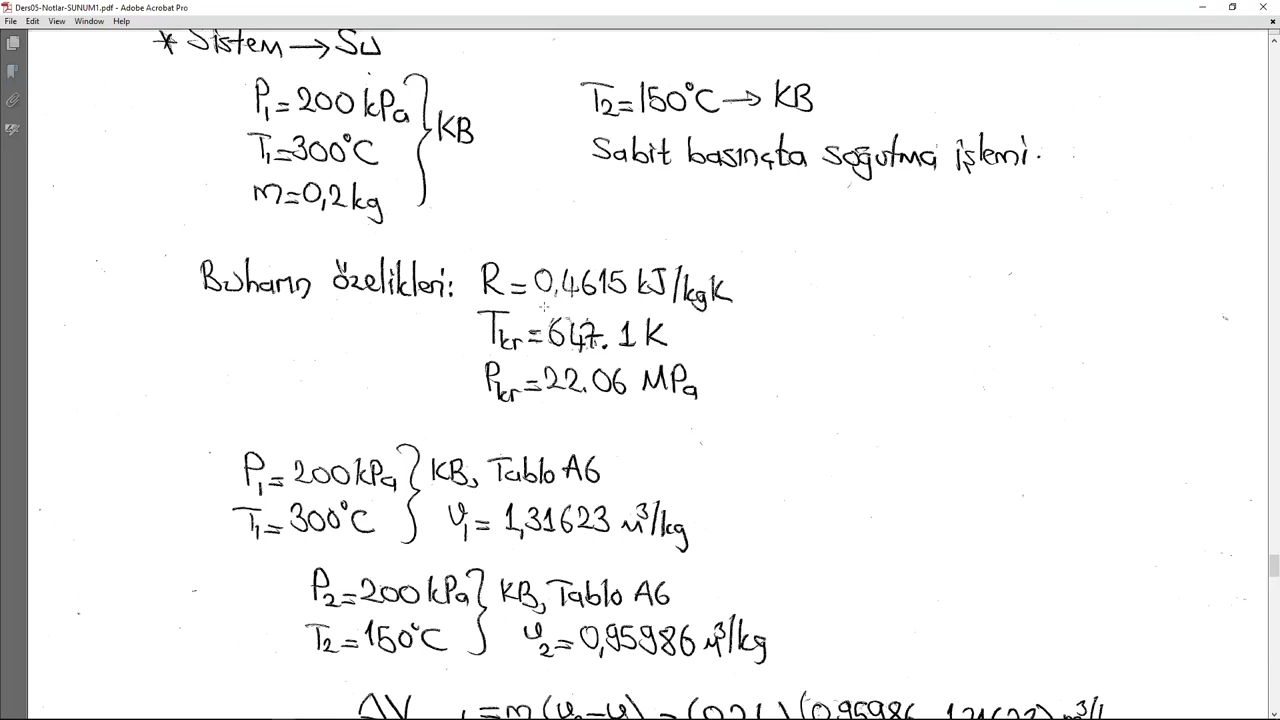 Ders05-Notlar-SUNUM1.pdf - Adobe Acrobat Pro
File Edit View Window Help
* Sistem → Su
P1 = 200 kPa
T1 = 300°C
m = 0,2 kg
} KB
T2 = 150°C → KB
Sabit basınçta soğutma işlemi.
Buharın özelikleri: R = 0,4615 kJ/kgK
Tkr = 647.1 K
Pkr = 22.06 MPa
P1 = 200 kPa } KB, Tablo A6
T1 = 300°C } υ1 = 1,31623 m³/kg
P2 = 200 kPa } KB, Tablo A6
T2 = 150°C } υ2 = 0,95986 m³/kg